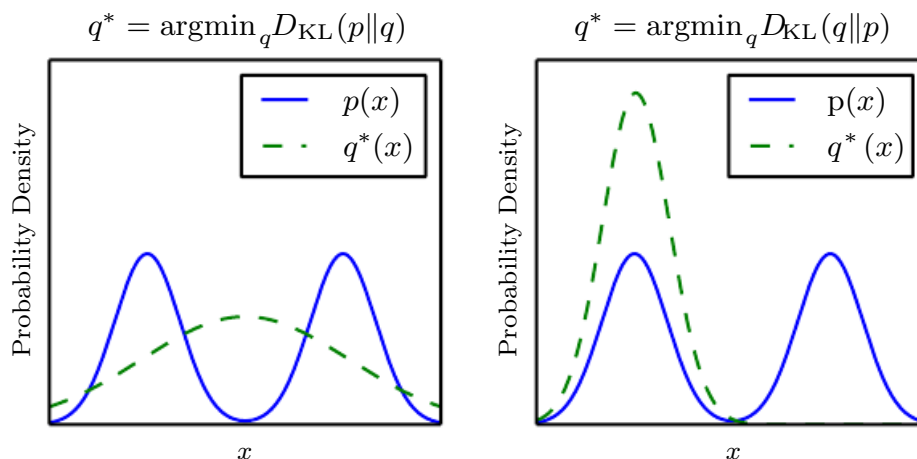 q* = argmin_q D_KL(p‖q)
p(x)
q*(x)
Probability Density
x
q* = argmin_q D_KL(q‖p)
p(x)
q*(x)
Probability Density
x